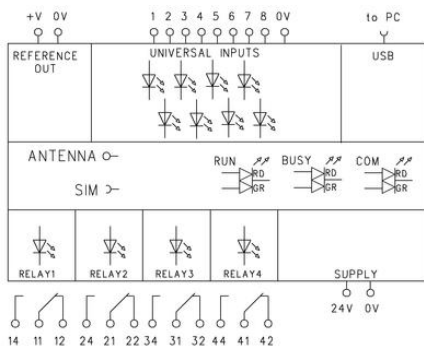 +V 0V 1 2 3 4 5 6 7 8 0V to PC
REFERENCE OUT
UNIVERSAL INPUTS
USB
ANTENNA
SIM
RUN RD GR
BUSY RD GR
COM RD GR
RELAY1 RELAY2 RELAY3 RELAY4 SUPPLY
24V 0V
14 11 12 24 21 22 34 31 32 44 41 42